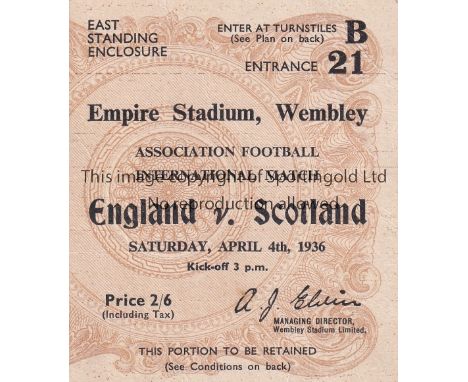 EAST
STANDING
ENCLOSURE
ENTER AT TURNSTILES
(See Plan on back)
B
ENTRANCE 21
Empire Stadium, Wembley
ASSOCIATION FOOTBALL
INTERNATIONAL MATCH
This image copyright of Sportingold Ltd
No reproduction allowed
England v. Scotland
SATURDAY, APRIL 4th, 1936
Kick-off 3 p.m.
Price 2/6
(Including Tax)
A. J. Elvin
MANAGING DIRECTOR,
Wembley Stadium Limited.
THIS PORTION TO BE RETAINED
(See Conditions on back)